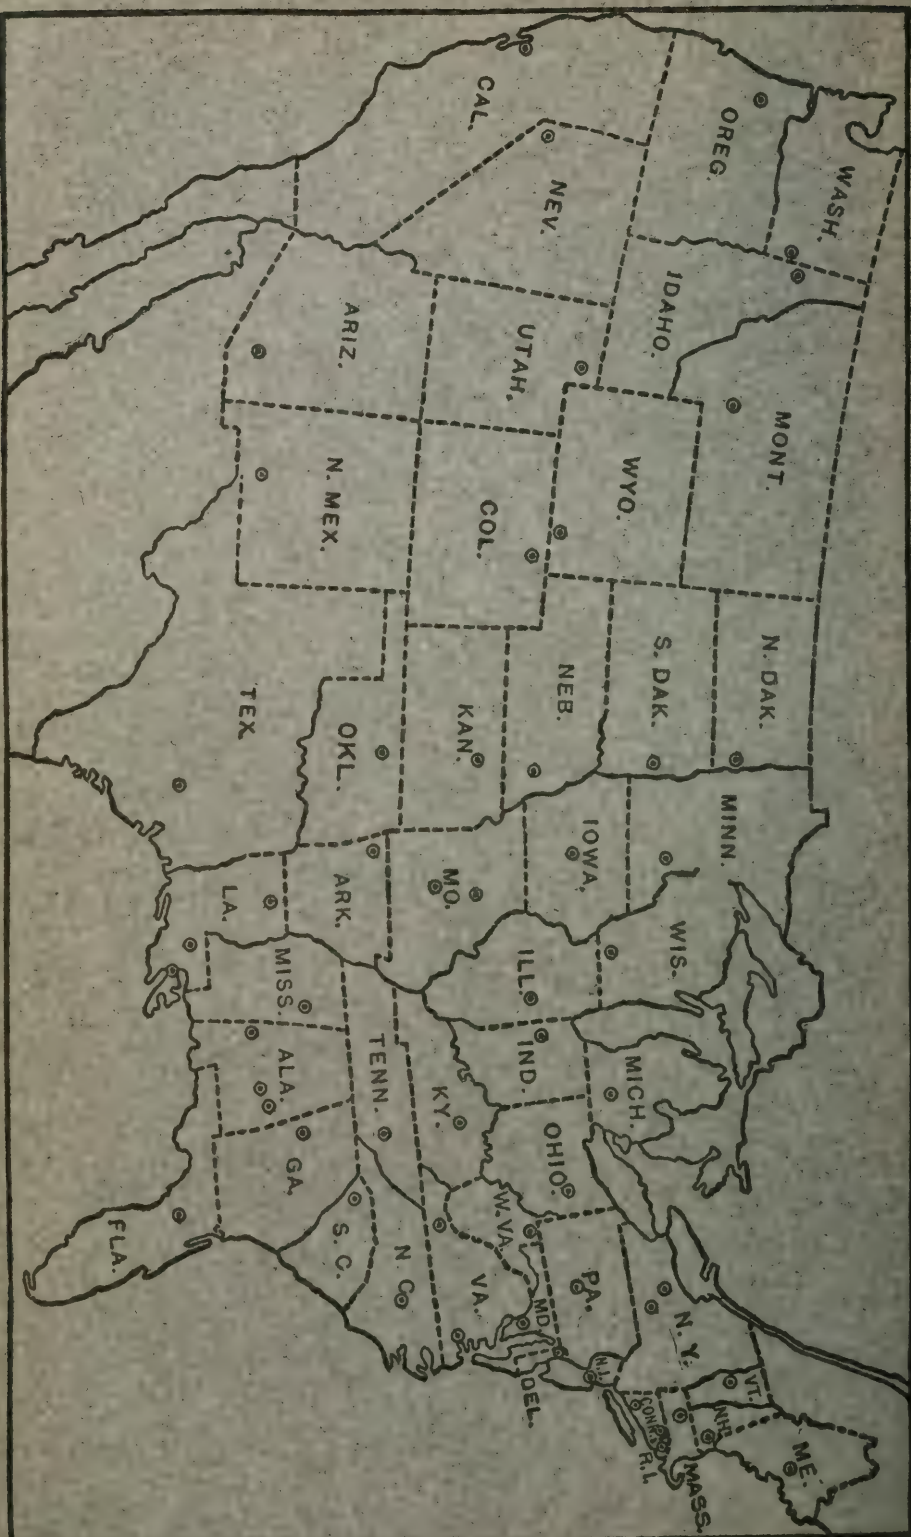 WASH.
OREG.
CAL.
NEV.
IDAHO.
MONT.
WYO.
UTAH.
COL.
ARIZ.
N. MEX.
N. DAK.
S. DAK.
NEB.
KAN.
OKL.
TEX.
MINN.
IOWA.
MO.
ARK.
LA.
WIS.
ILL.
MICH.
IND.
OHIO.
KY.
TENN.
MISS.
ALA.
GA.
FLA.
S. C.
N. C.
VA.
W. VA.
MD.
DEL.
PA.
N.J.
N. Y.
CONN.
R.I.
MASS.
VT.
N.H.
ME.